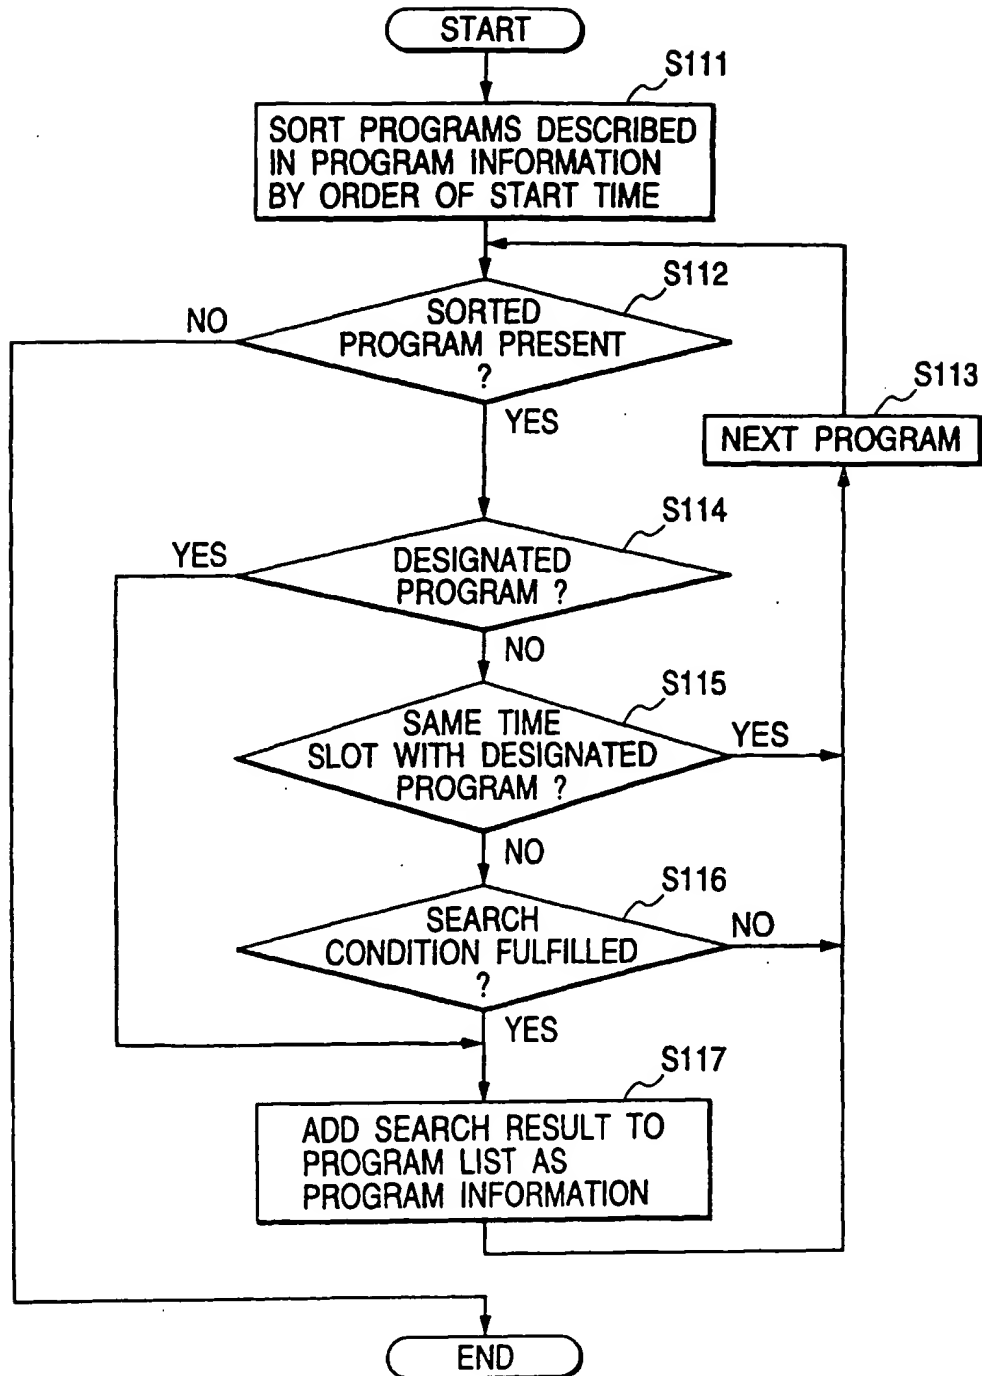 START
S111
SORT PROGRAMS DESCRIBED
IN PROGRAM INFORMATION
BY ORDER OF START TIME
S112
NO
SORTED
PROGRAM PRESENT
?
YES
S113
NEXT PROGRAM
S114
YES
DESIGNATED
PROGRAM ?
NO
S115
SAME TIME
SLOT WITH DESIGNATED
PROGRAM ?
YES
NO
S116
SEARCH
CONDITION FULFILLED
?
NO
YES
S117
ADD SEARCH RESULT TO
PROGRAM LIST AS
PROGRAM INFORMATION
END